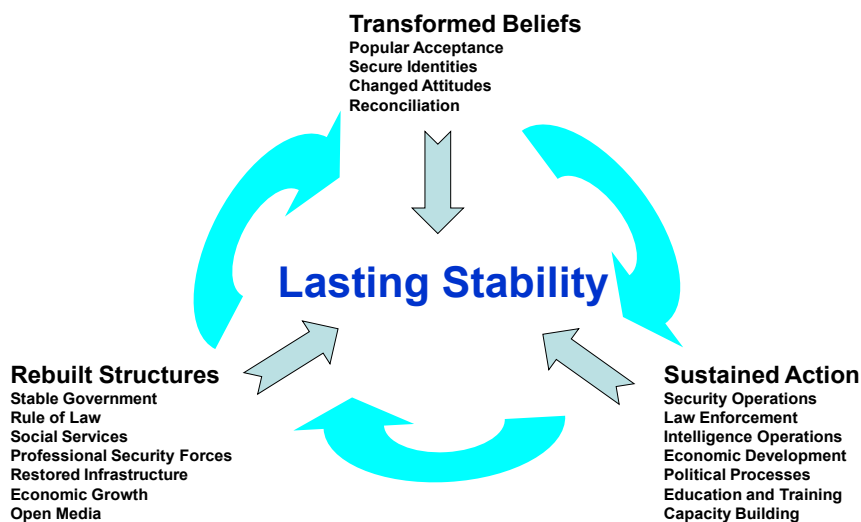 Transformed Beliefs
Popular Acceptance
Secure Identities
Changed Attitudes
Reconciliation
Lasting Stability
Rebuilt Structures
Stable Government
Rule of Law
Social Services
Professional Security Forces
Restored Infrastructure
Economic Growth
Open Media
Sustained Action
Security Operations
Law Enforcement
Intelligence Operations
Economic Development
Political Processes
Education and Training
Capacity Building